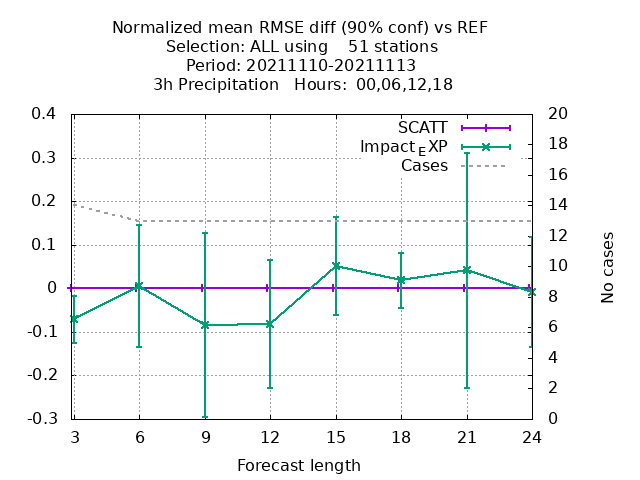 Normalized mean RMSE diff (90% conf) vs REF
Selection: ALL using    51 stations
Period: 20211110-20211113
3h Precipitation   Hours:  00,06,12,18
SCATT
Impact_EXP
Cases
0.4
0.3
0.2
0.1
0
-0.1
-0.2
-0.3
20
18
16
14
12
10
8
6
4
2
0
No cases
3 6 9 12 15 18 21 24
Forecast length